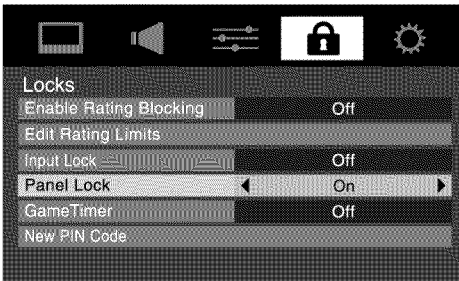 Locks
Enable Rating Blocking Off
Edit Rating Limits
Input Lock Off
Panel Lock On
GameTimer Off
New PIN Code